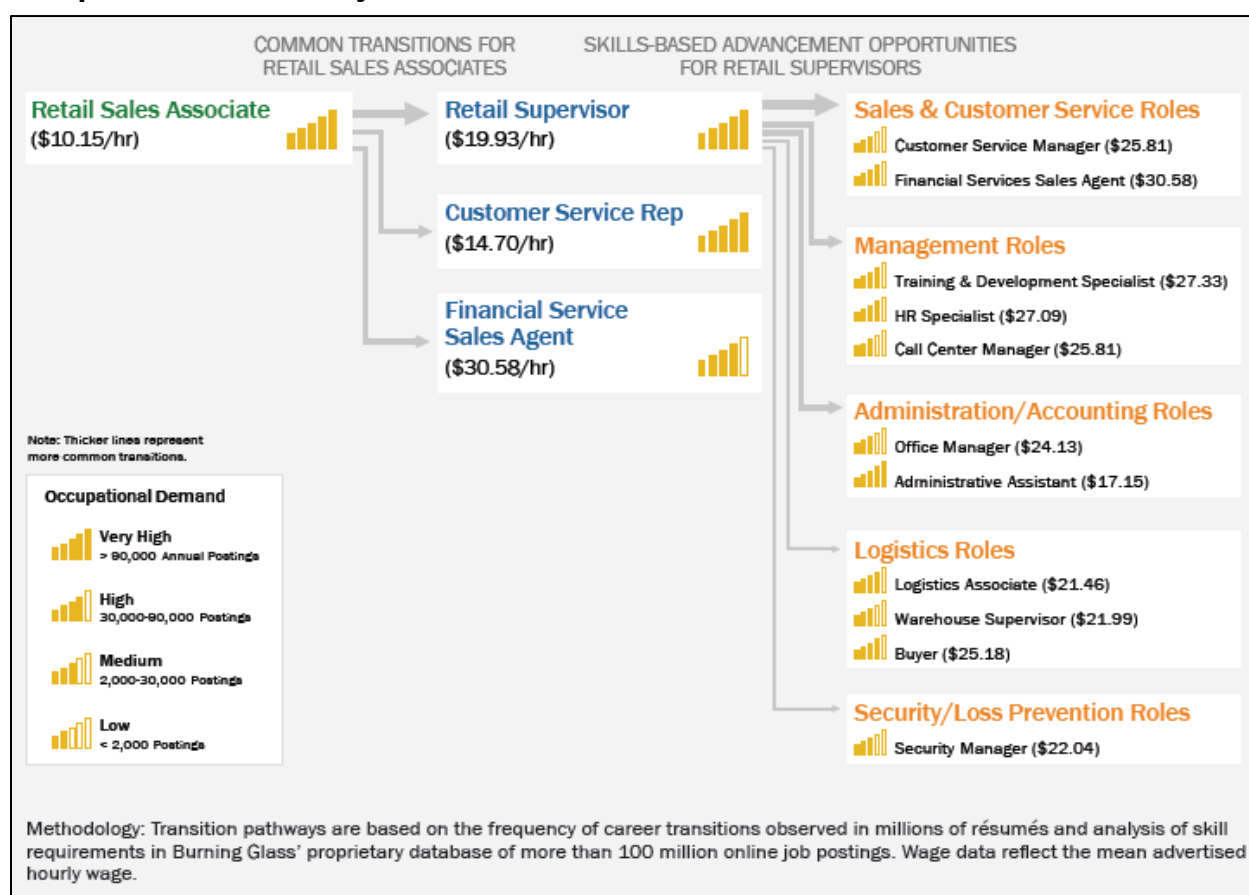 COMMON TRANSITIONS FOR
RETAIL SALES ASSOCIATES
SKILLS-BASED ADVANCEMENT OPPORTUNITIES
FOR RETAIL SUPERVISORS
Retail Sales Associate
($10.15/hr)
Retail Supervisor
($19.93/hr)
Customer Service Rep
($14.70/hr)
Financial Service
Sales Agent
($30.58/hr)
Sales & Customer Service Roles
Customer Service Manager ($25.81)
Financial Services Sales Agent ($30.58)
Management Roles
Training & Development Specialist ($27.33)
HR Specialist ($27.09)
Call Center Manager ($25.81)
Administration/Accounting Roles
Office Manager ($24.13)
Administrative Assistant ($17.15)
Logistics Roles
Logistics Associate ($21.46)
Warehouse Supervisor ($21.99)
Buyer ($25.18)
Security/Loss Prevention Roles
Security Manager ($22.04)
Note: Thicker lines represent
more common transitions.
Occupational Demand
Very High
> 90,000 Annual Postings
High
30,000-90,000 Postings
Medium
2,000-30,000 Postings
Low
< 2,000 Postings
Methodology: Transition pathways are based on the frequency of career transitions observed in millions of résumés and analysis of skill
requirements in Burning Glass' proprietary database of more than 100 million online job postings. Wage data reflect the mean advertised
hourly wage.